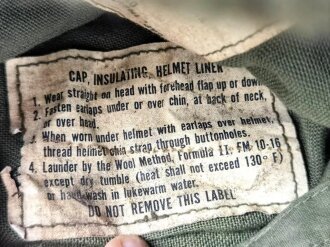 CAP, INSULATING, HELMET LINER
1. Wear straight on head with forehead flap up or down.
2. Fasten earlaps under or over chin, at back of neck,
or over head.
3. When worn under helmet with earlaps over helmet,
thread helmet chin strap through buttonholes.
4. Launder by the Wool Method, Formula II, FM 10-16
except dry tumble (heat shall not exceed 130° F)
or hand wash in lukewarm water.
DO NOT REMOVE THIS LABEL